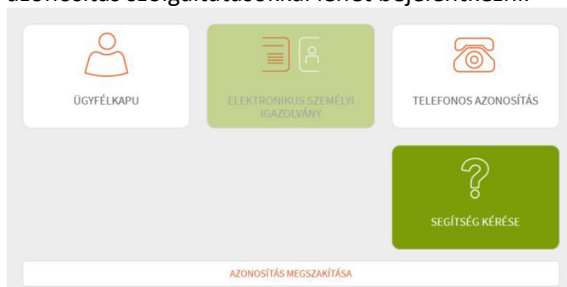 azonosítás szolgáltatásokkal lehet bejelentkezni.
ÜGYFÉLKAPU
ELEKTRONIKUS SZEMÉLYI
IGAZOLVÁNY
TELEFONOS AZONOSÍTÁS
SEGÍTSÉG KÉRÉSE
AZONOSÍTÁS MEGSZAKÍTÁSA